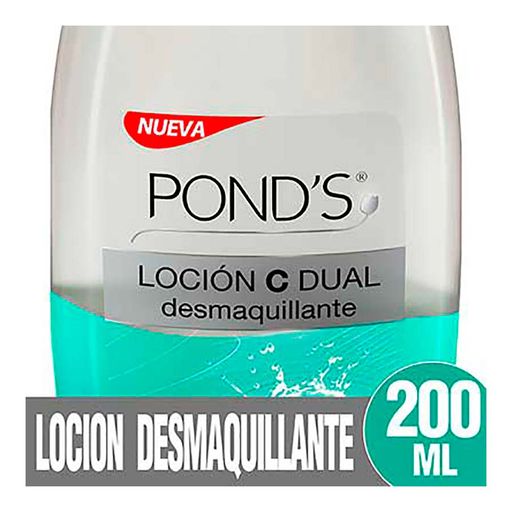 NUEVA
POND'S®
LOCIÓN C DUAL
desmaquillante
LOCION DESMAQUILLANTE
200
ML